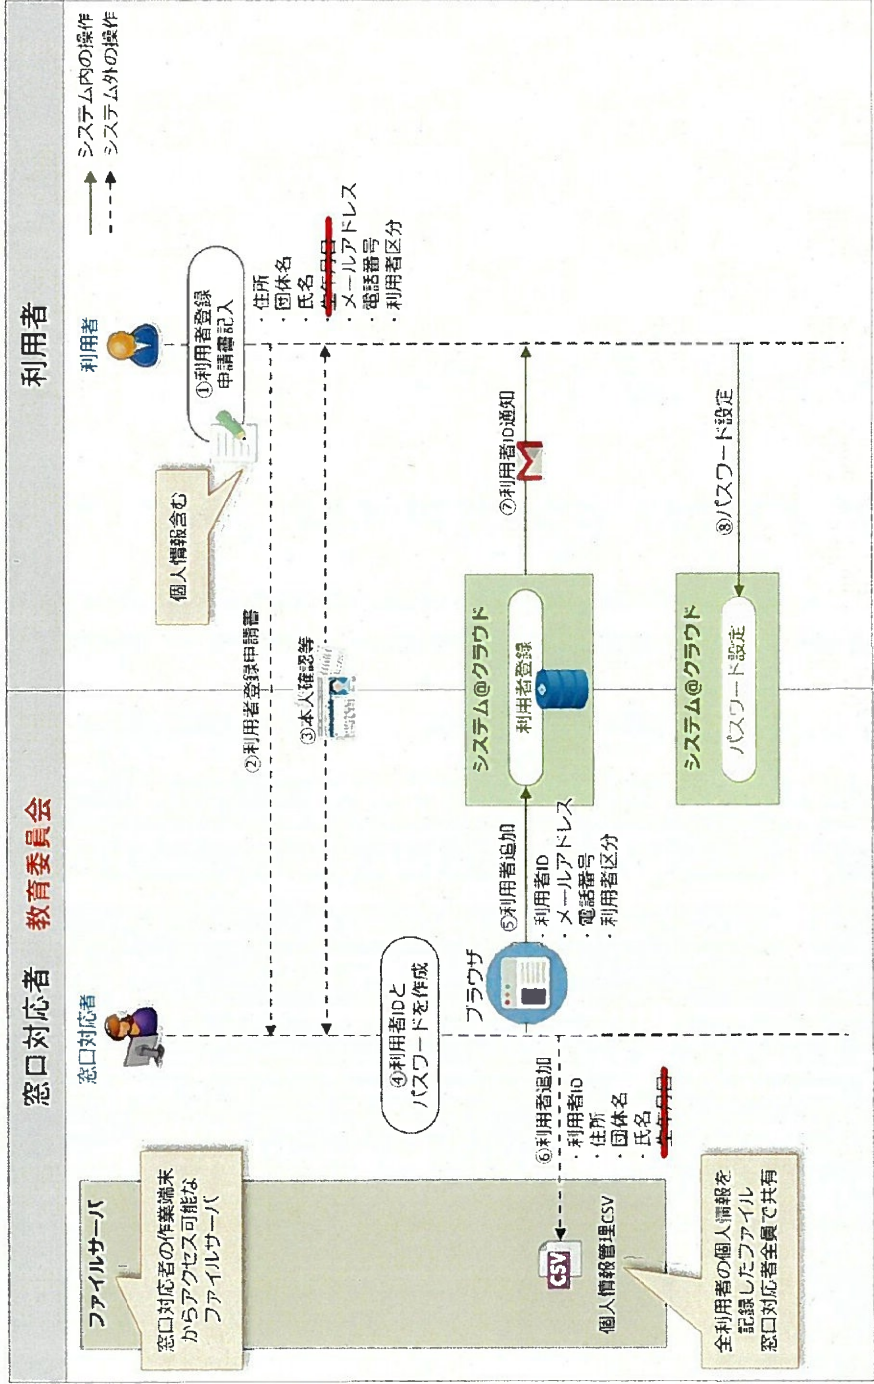 窓口対応者 教育委員会
利用者
システム内の操作
システム外の操作
ファイルサーバ
窓口対応者の作業端末
からアクセス可能な
ファイルサーバ
窓口対応者
利用者
①利用者登録
申請書記入
個人情報含む
・住所
・団体名
・氏名
・生年月日
・メールアドレス
・電話番号
・利用者区分
②利用者登録申請書
③本人確認等
④利用者IDと
パスワードを作成
ブラウザ
⑤利用者追加
・利用者ID
・メールアドレス
・電話番号
・利用者区分
システム@クラウド
利用者登録
⑦利用者ID通知
⑥利用者追加
・利用者ID
・住所
・団体名
・氏名
・生年月日
CSV
個人情報管理CSV
全利用者の個人情報を
記録したファイル
窓口対応者全員で共有
システム@クラウド
パスワード設定
⑧パスワード設定